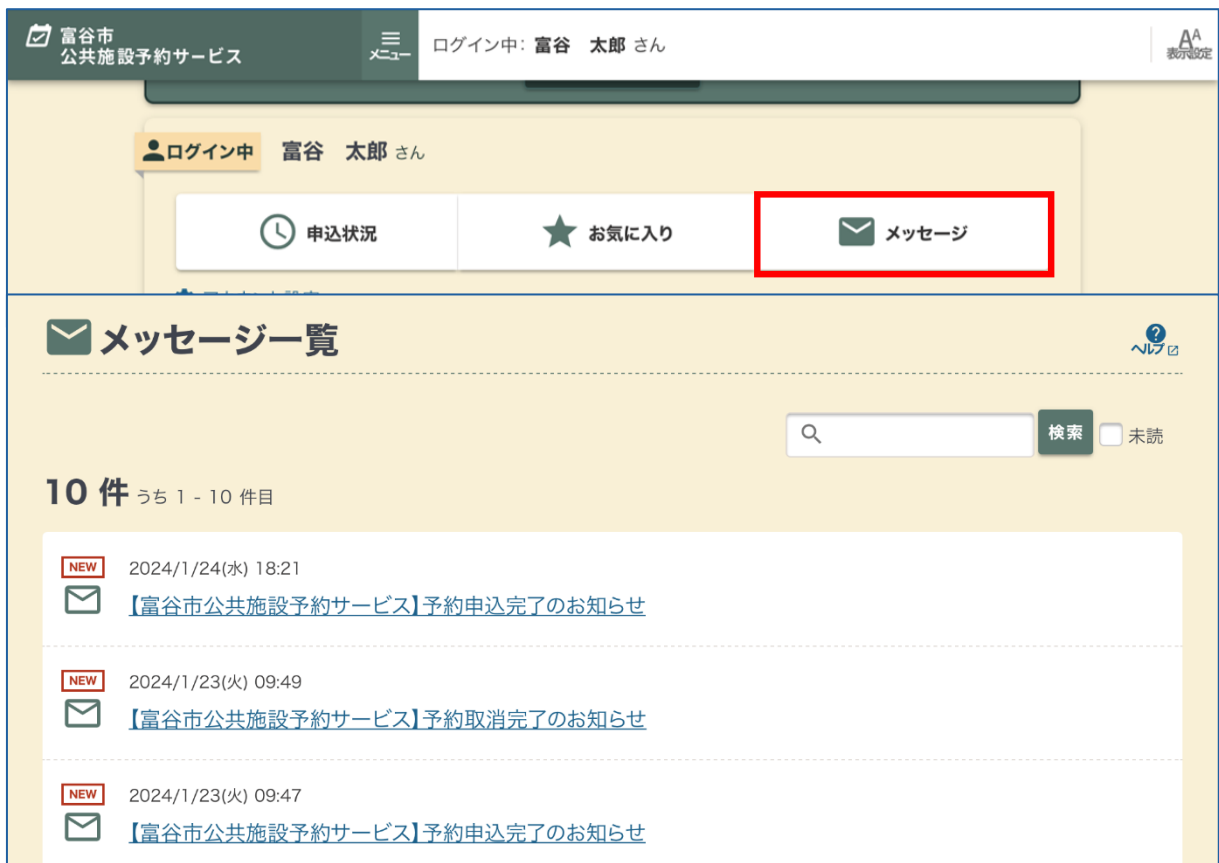 富谷市
公共施設予約サービス
メニュー
ログイン中: 富谷 太郎 さん
AA
表示設定
ログイン中 富谷 太郎 さん
申込状況
お気に入り
メッセージ
メッセージ一覧
ヘルプ
検索
未読
10 件 うち 1 - 10 件目
NEW
2024/1/24(水) 18:21
【富谷市公共施設予約サービス】予約申込完了のお知らせ
NEW
2024/1/23(火) 09:49
【富谷市公共施設予約サービス】予約取消完了のお知らせ
NEW
2024/1/23(火) 09:47
【富谷市公共施設予約サービス】予約申込完了のお知らせ